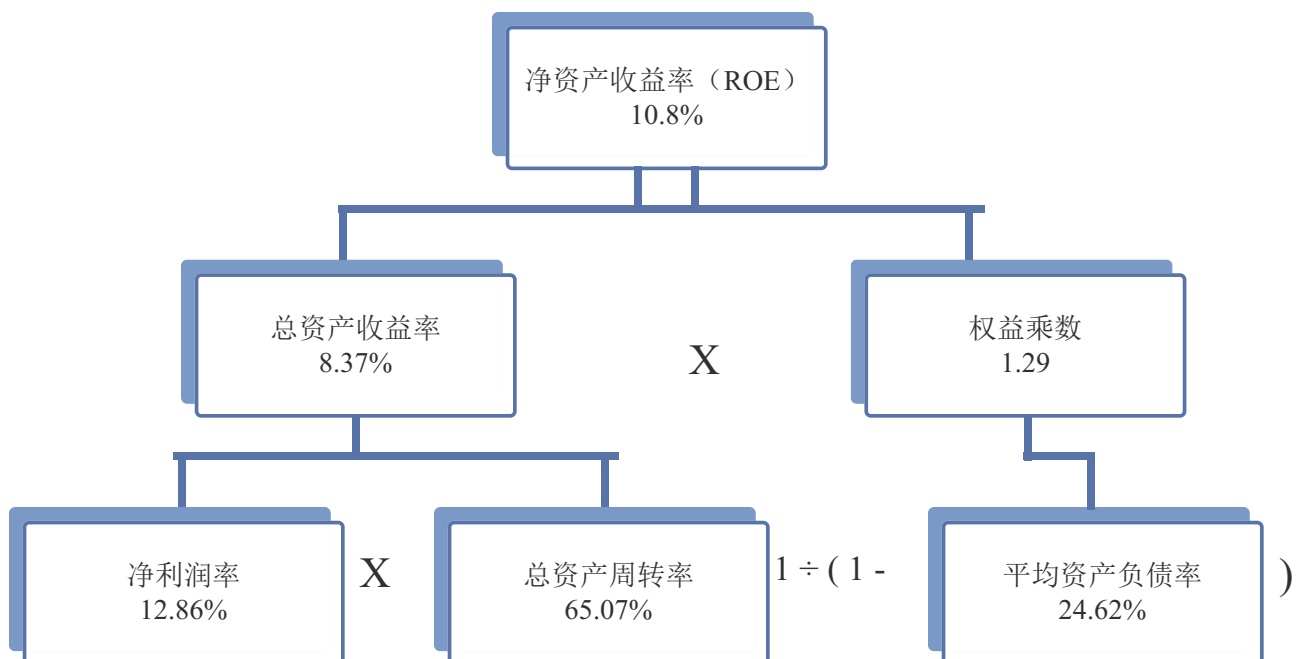 净资产收益率（ROE）
10.8%
总资产收益率
8.37%
X
权益乘数
1.29
净利润率
12.86%
X
总资产周转率
65.07%
1 ÷ ( 1 -
平均资产负债率
24.62%
)